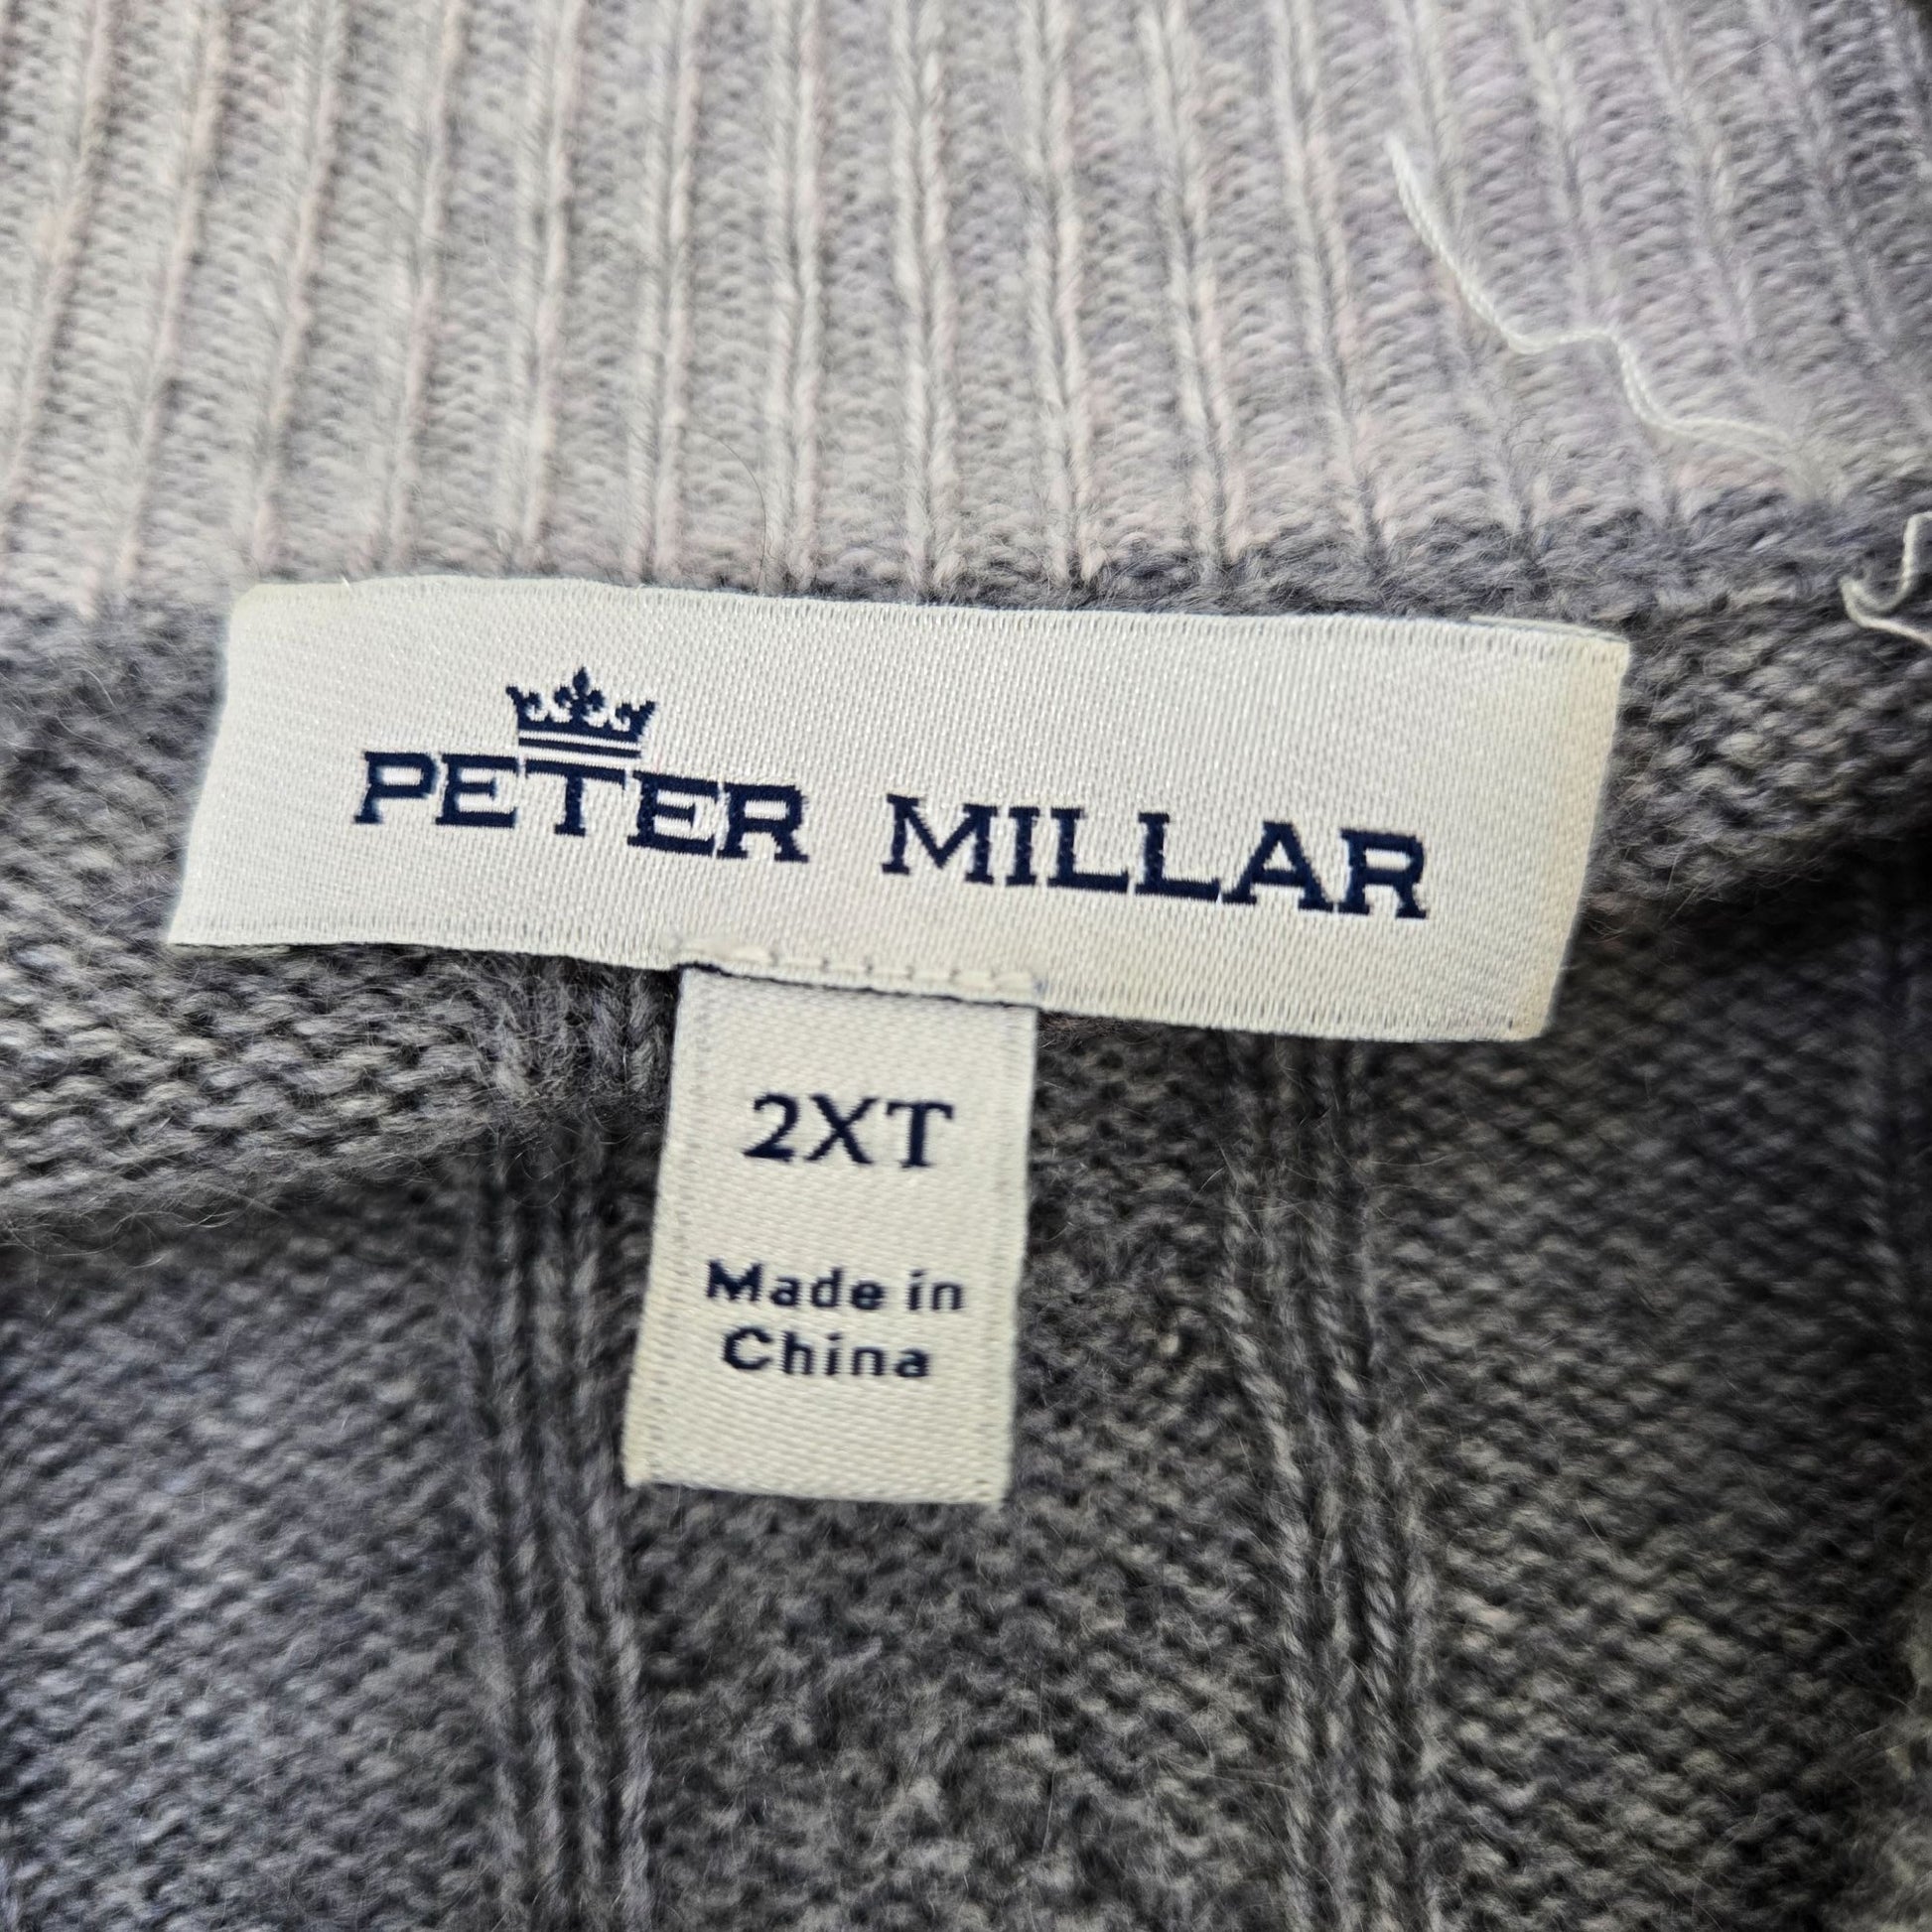 PETER MILLAR
2XT
Made in
China